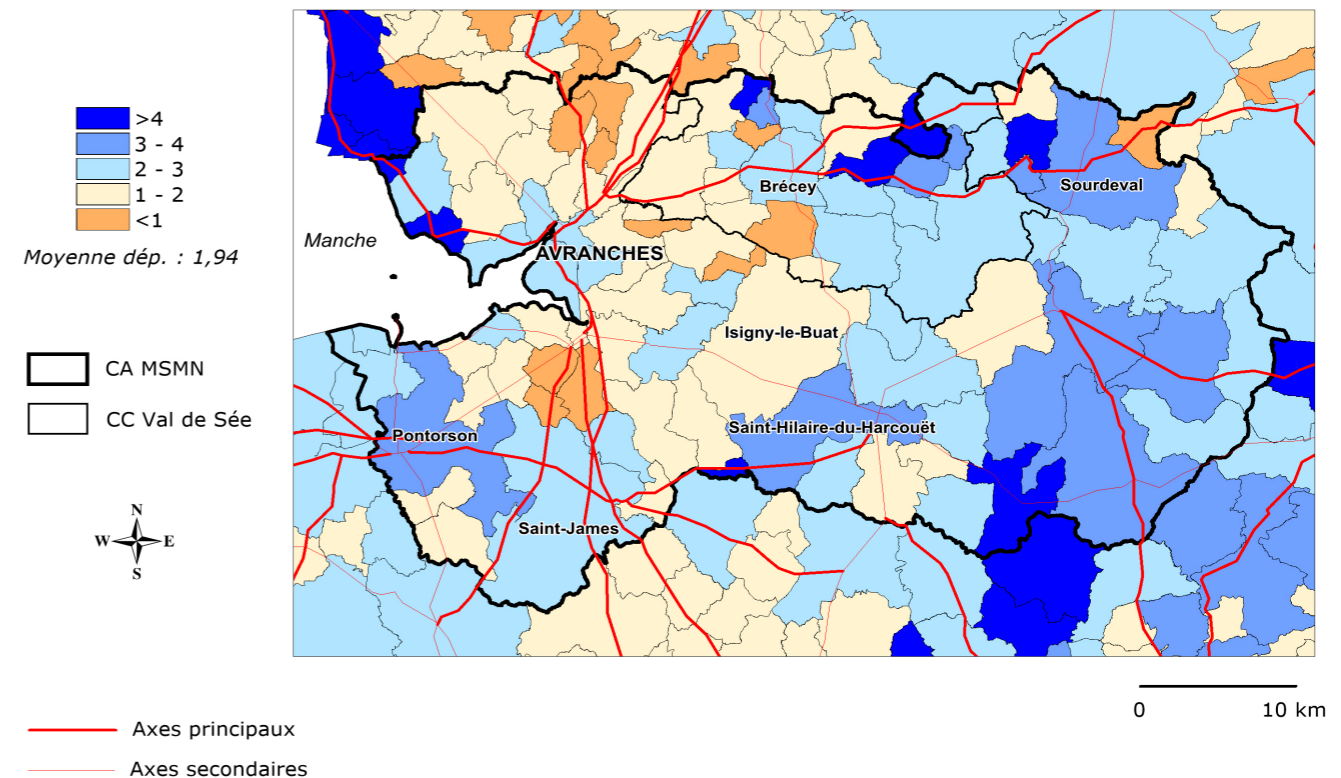 >4
3 - 4
2 - 3
1 - 2
<1
Moyenne dép. : 1,94
CA MSMN
CC Val de Sée
N
W E
S
Manche
AVRANCHES
Brécey
Sourdeval
Isigny-le-Buat
Saint-Hilaire-du-Harcouët
Pontorson
Saint-James
0 10 km
Axes principaux
Axes secondaires